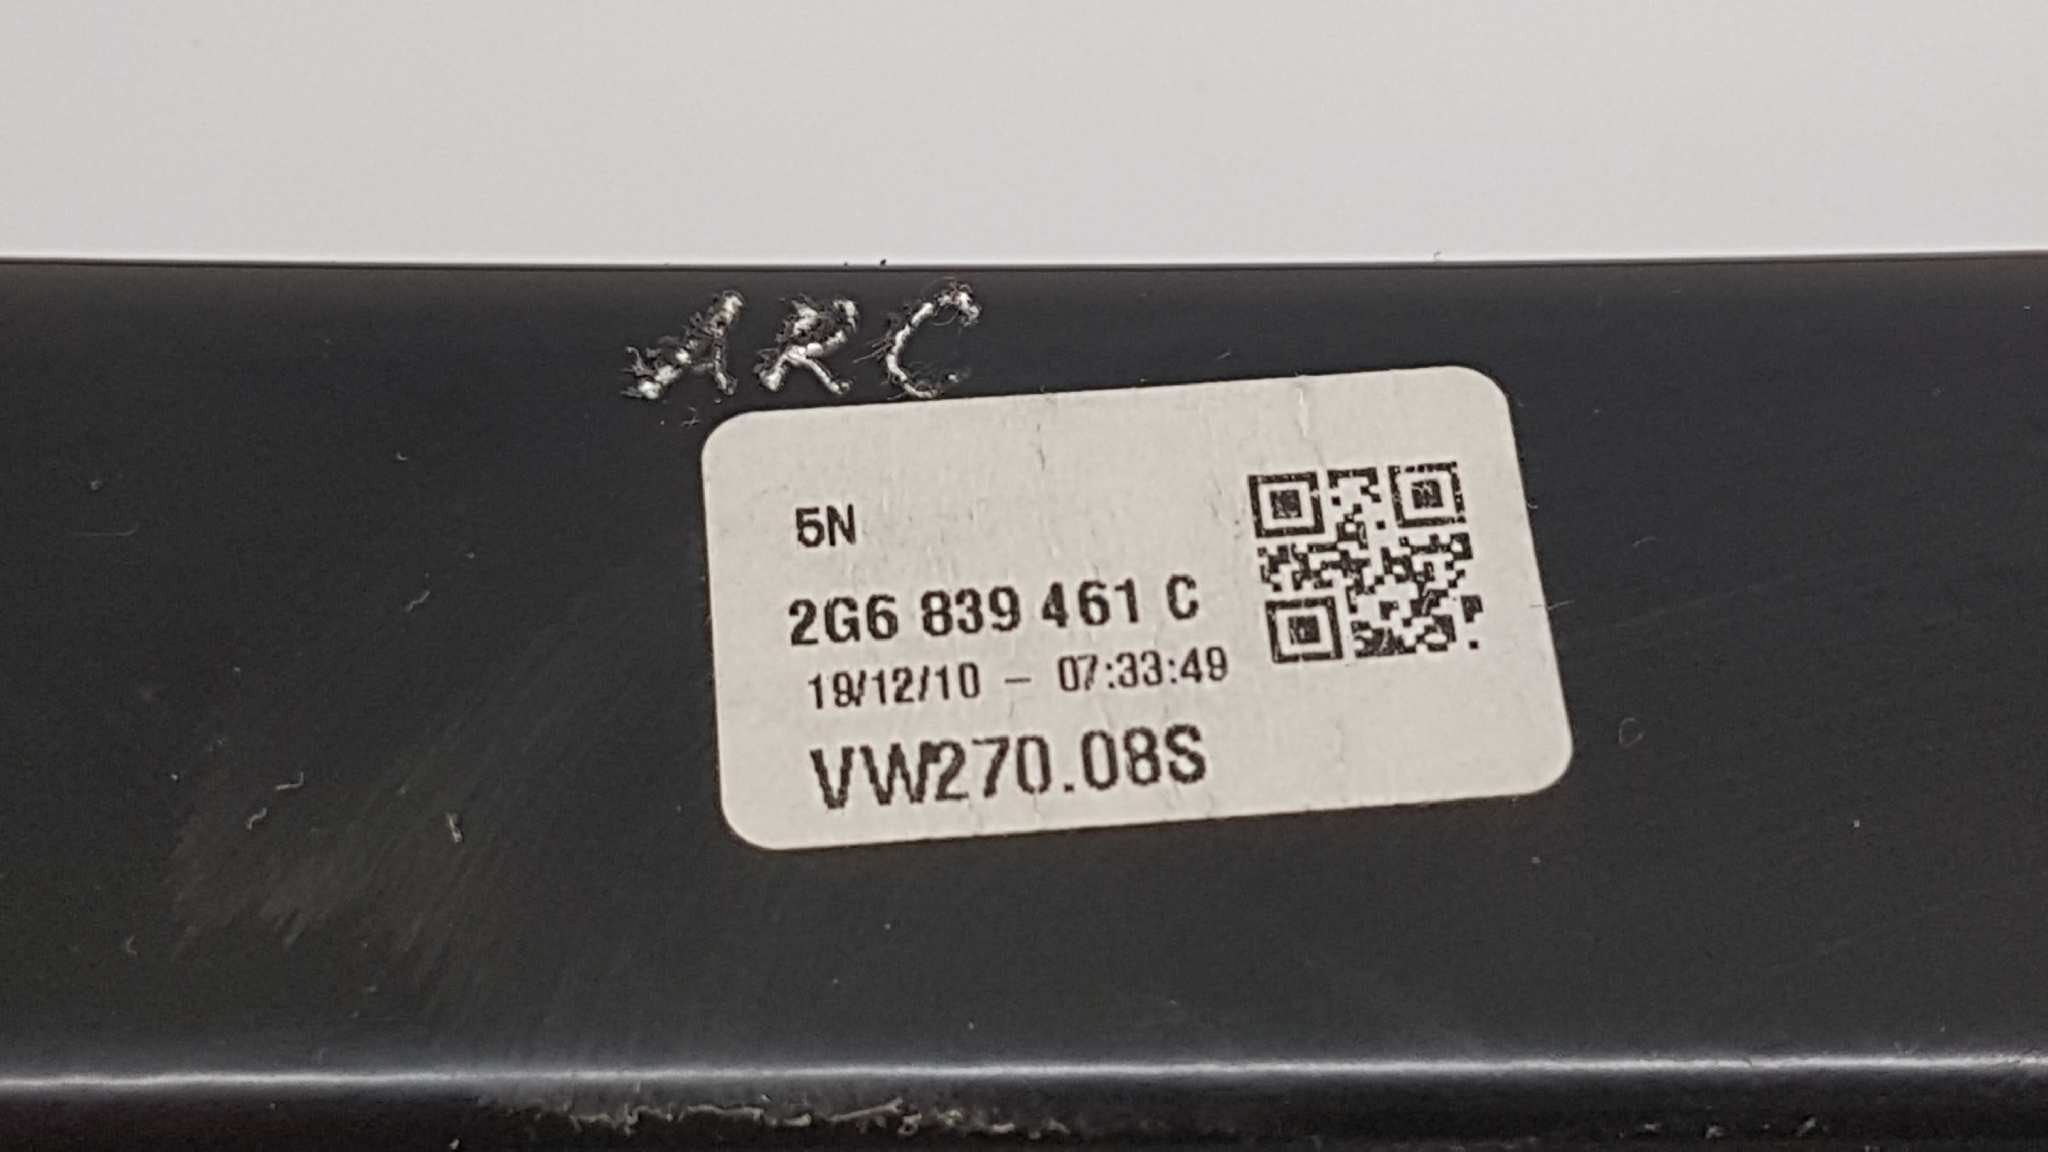 ARC
5N
2G6 839 461 C
19/12/10 - 07:33:49
VW270.08S